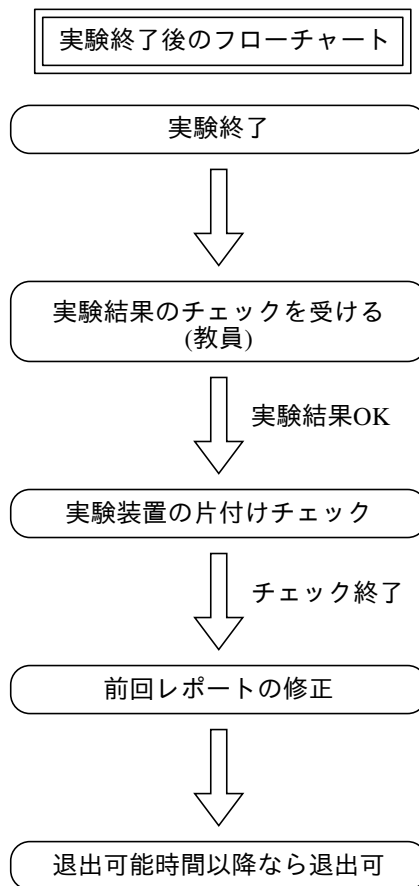 実験終了後のフローチャート
実験終了
実験結果のチェックを受ける
(教員)
実験結果OK
実験装置の片付けチェック
チェック終了
前回レポートの修正
退出可能時間以降なら退出可